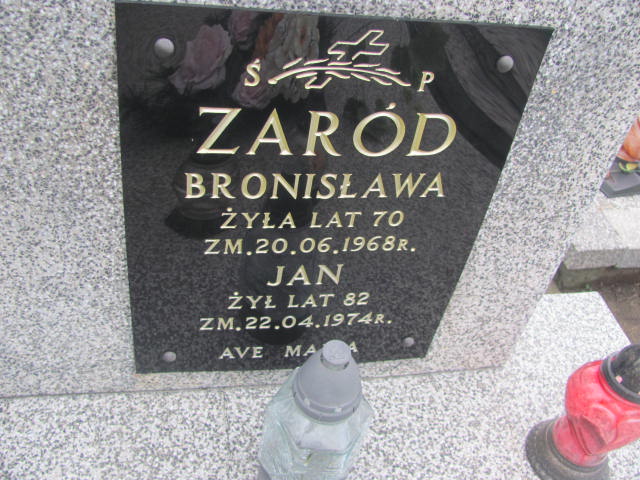 Ś P
ZARÓD
BRONISŁAWA
ŻYŁA LAT 70
ZM. 20.06.1968R.
JAN
ŻYŁ LAT 82
ZM. 22.04.1974R.
AVE